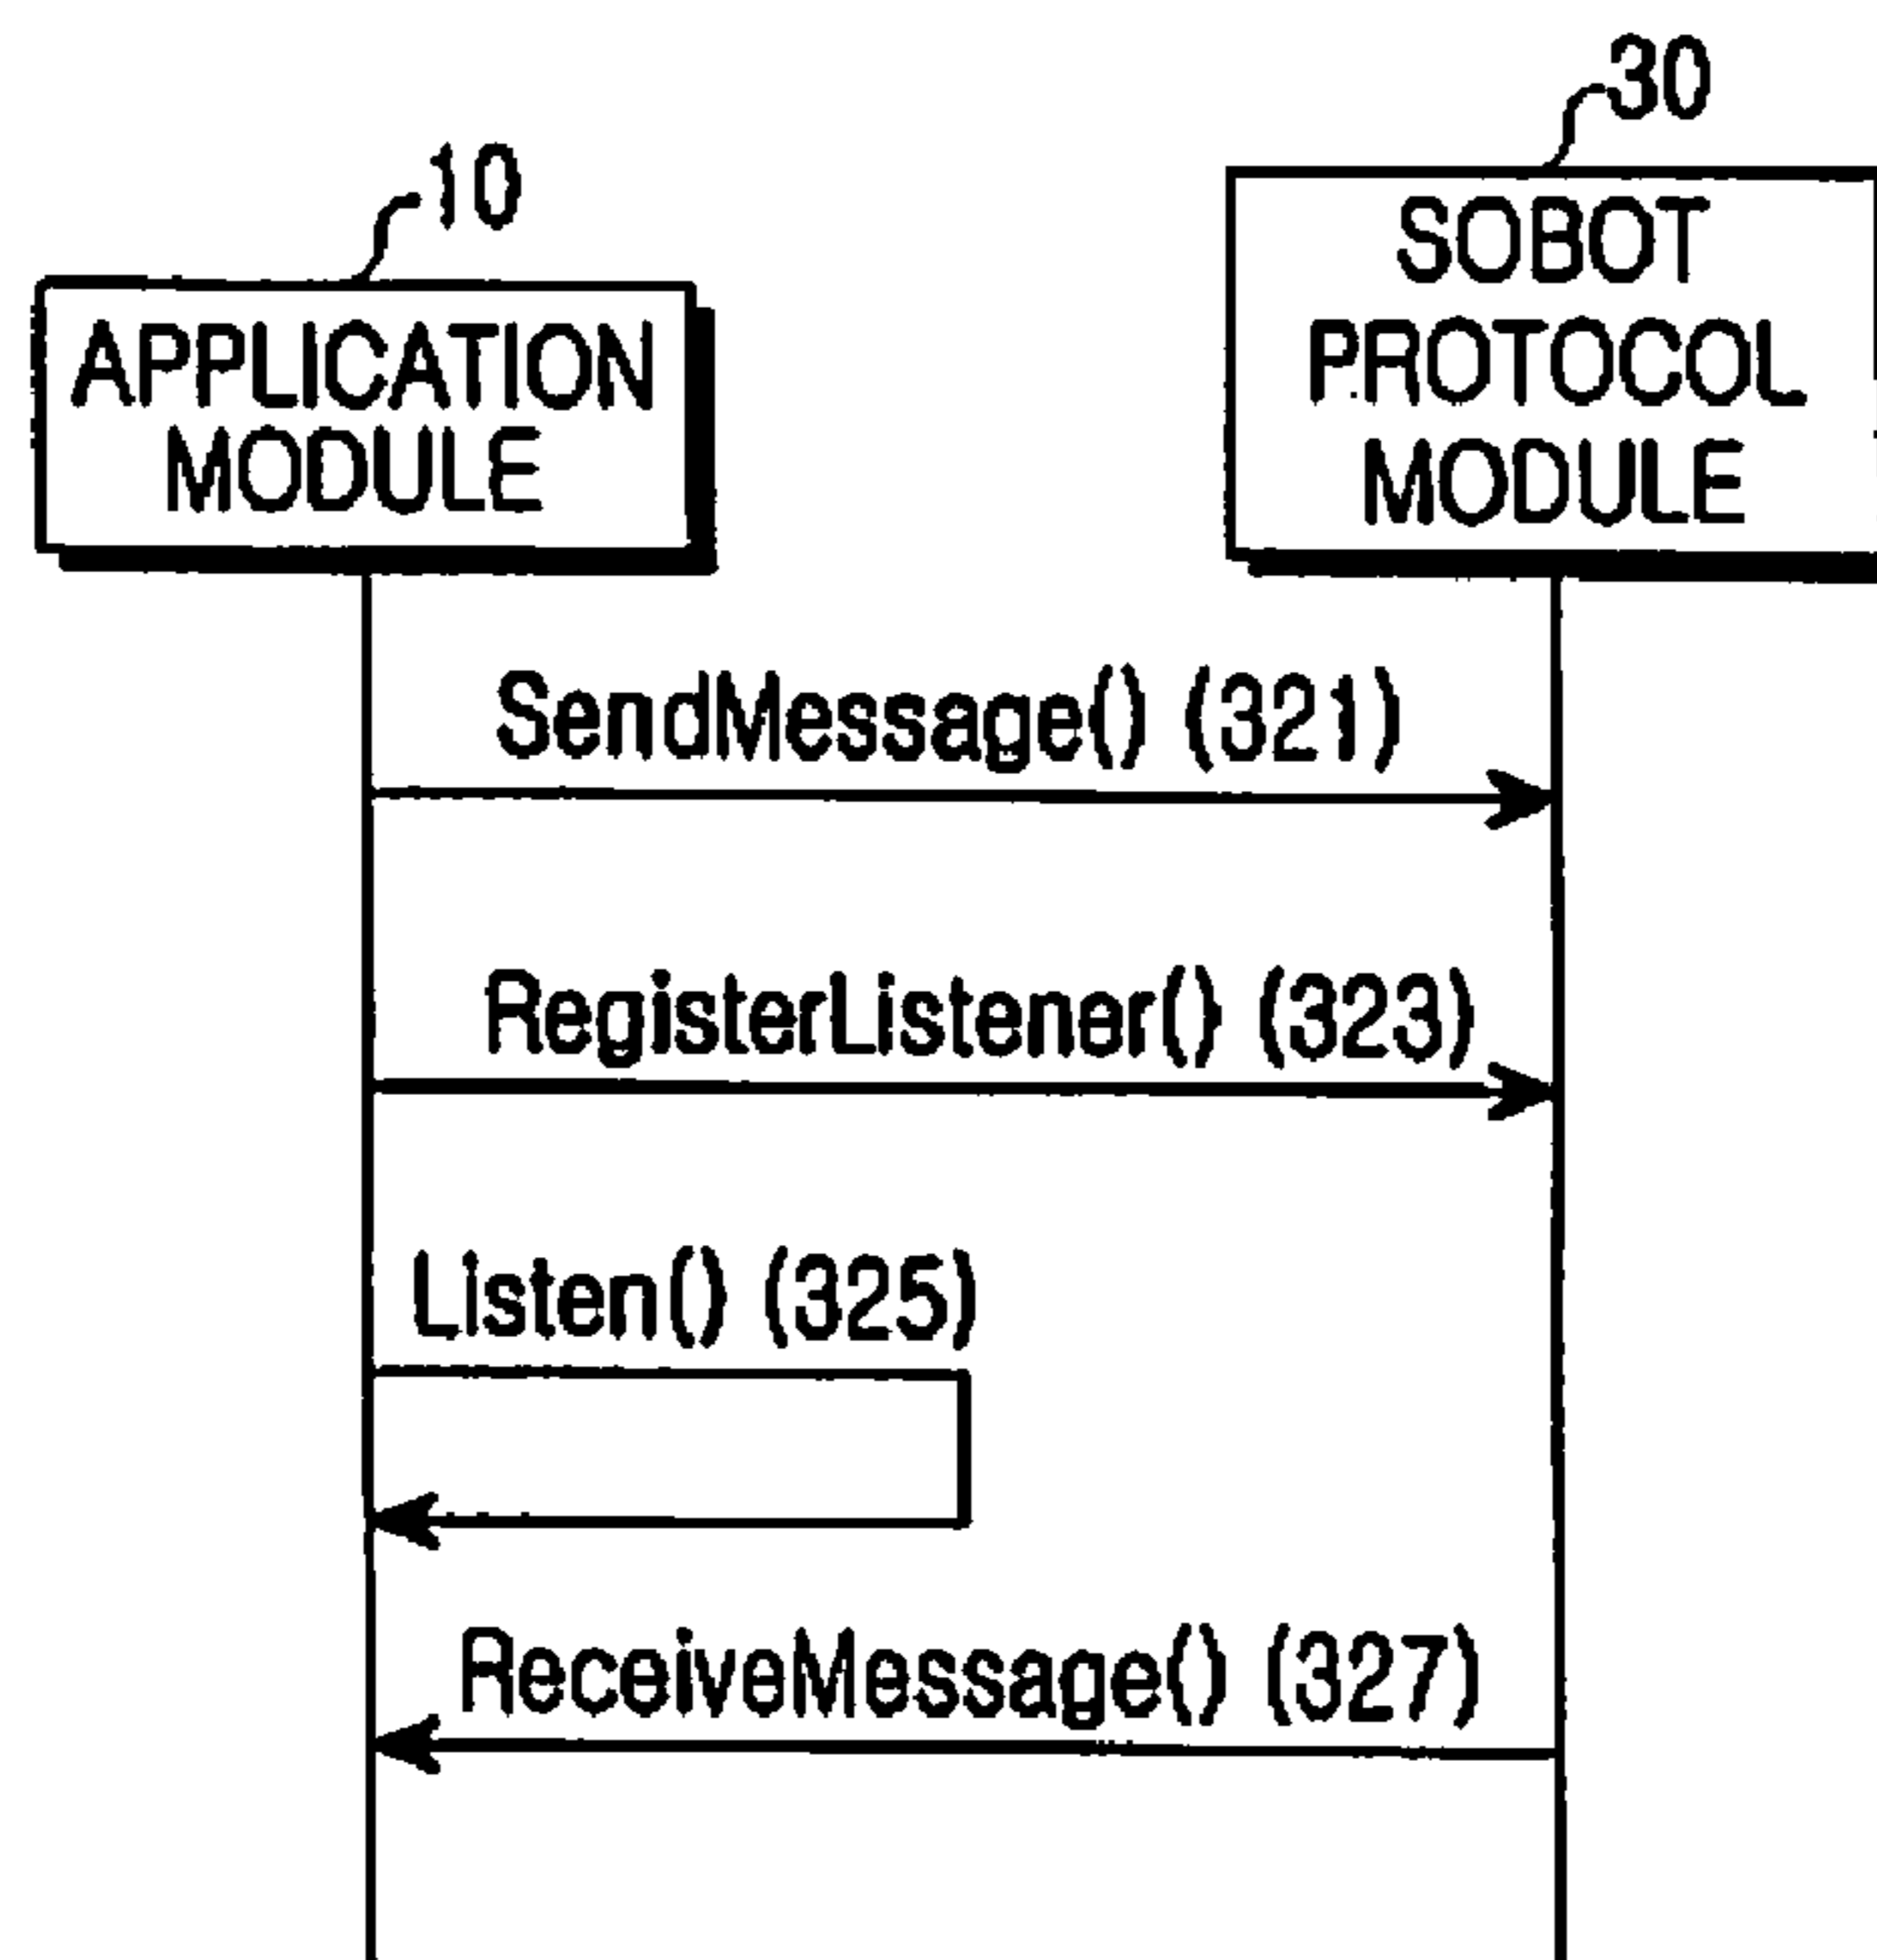 30
10
SOBOT
PROTOCOL
MODULE
APPLICATION
MODULE
SendMessage() (321)
RegisterListener() (323)
Listen() (325)
ReceiveMessage() (327)